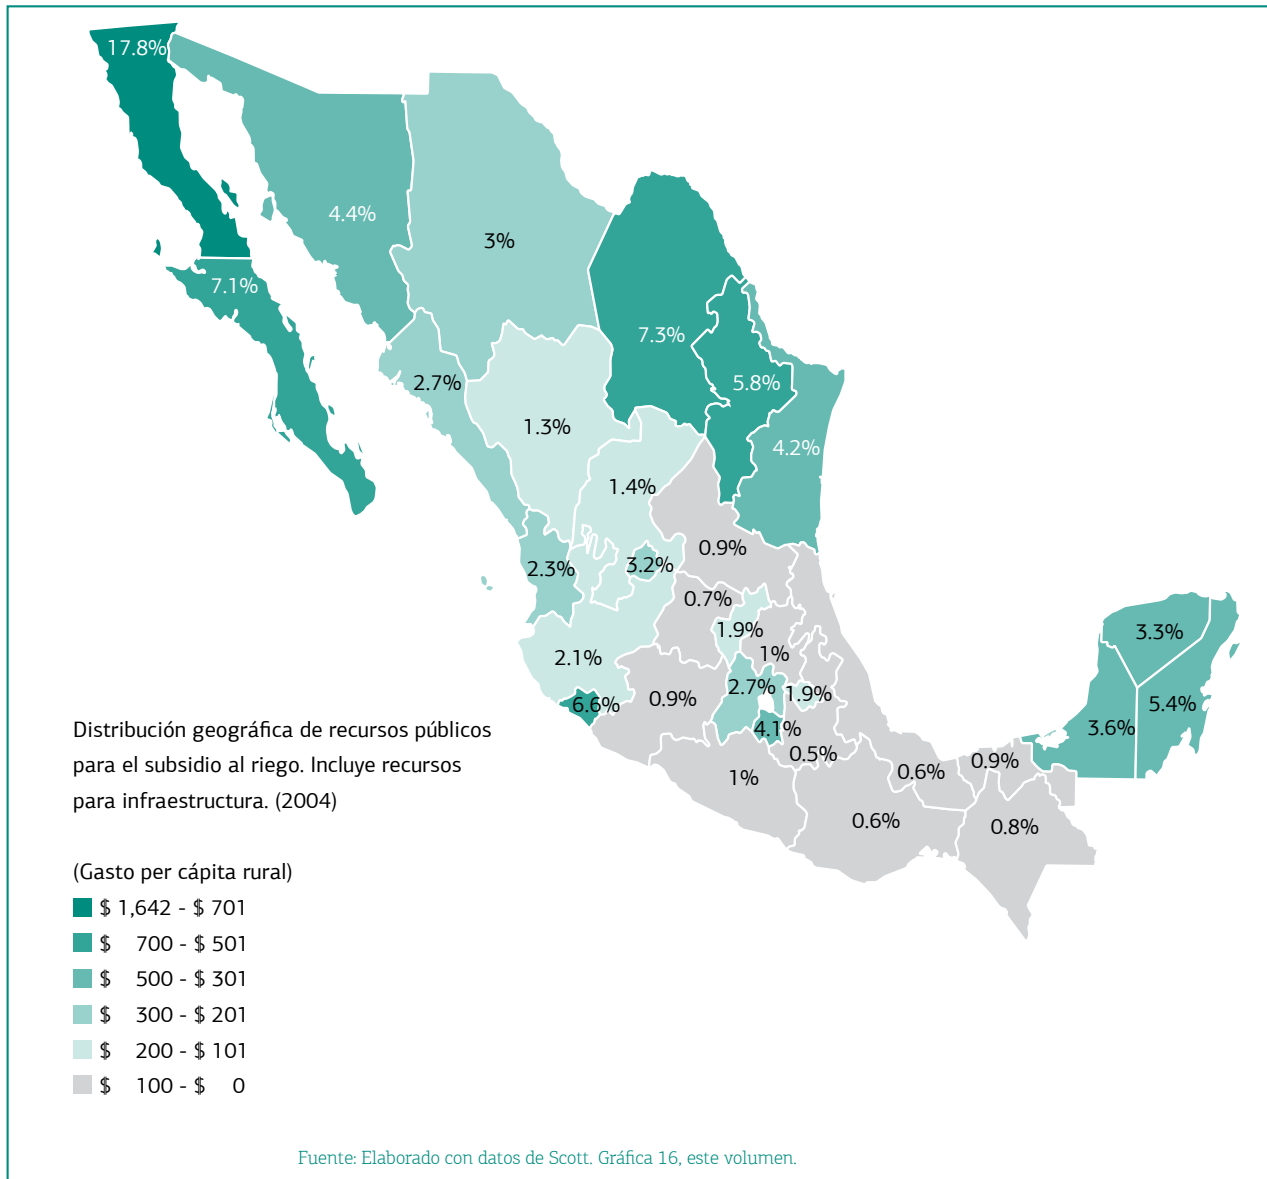 17.8%
4.4%
3%
7.1%
7.3%
2.7%
5.8%
1.3%
4.2%
1.4%
0.9%
2.3%
3.2%
0.7%
1.9%
1%
2.1%
3.3%
2.7%
1.9%
0.9%
6.6%
5.4%
4.1%
3.6%
0.5%
0.9%
0.6%
1%
0.6%
0.8%
Distribución geográfica de recursos públicos
para el subsidio al riego. Incluye recursos
para infraestructura. (2004)
(Gasto per cápita rural)
$ 1,642 - $ 701
$ 700 - $ 501
$ 500 - $ 301
$ 300 - $ 201
$ 200 - $ 101
$ 100 - $ 0
Fuente: Elaborado con datos de Scott. Gráfica 16, este volumen.